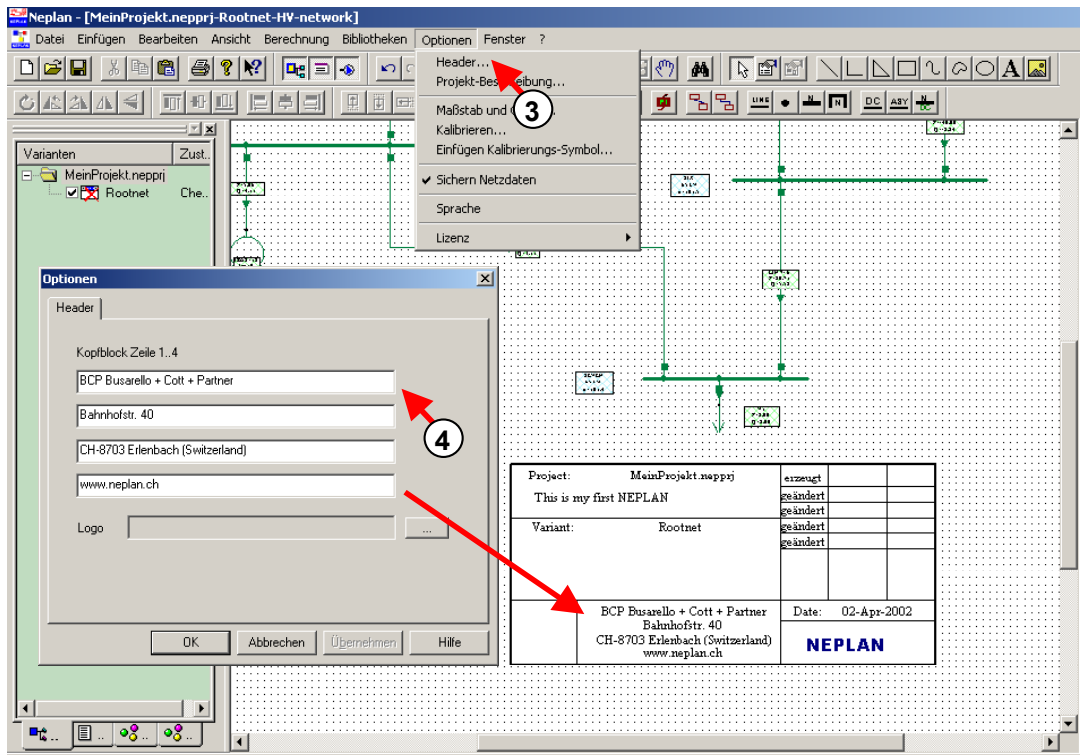 Neplan - [MeinProjekt.nepprj-Rootnet-HV-network]
Datei Einfügen Bearbeiten Ansicht Berechnung Bibliotheken Optionen Fenster ?
Header...
Projekt-Beschreibung...
3
Maßstab und
Kalibrieren...
Einfügen Kalibrierungs-Symbol...
Sichern Netzdaten
Sprache
Lizenz
A
LINE
N
DC
ASY
N
DC
Varianten Zust..
MeinProjekt.nepprj
Rootnet Che..
Optionen
Header
Kopfblock Zeile 1..4
BCP Busarello + Cott + Partner
Bahnhofstr. 40
CH-8703 Erlenbach (Switzerland)
www.neplan.ch
Logo
...
OK Abbrechen Übernehmen Hilfe
4
Project: MeinProjekt.nepprj
This is my first NEPLAN
Variant: Rootnet
erzeugt
geändert
geändert
geändert
geändert
BCP Busarello + Cott + Partner
Bahnhofstr. 40
CH-8703 Erlenbach (Switzerland)
www.neplan.ch
Date: 02-Apr-2002
NEPLAN